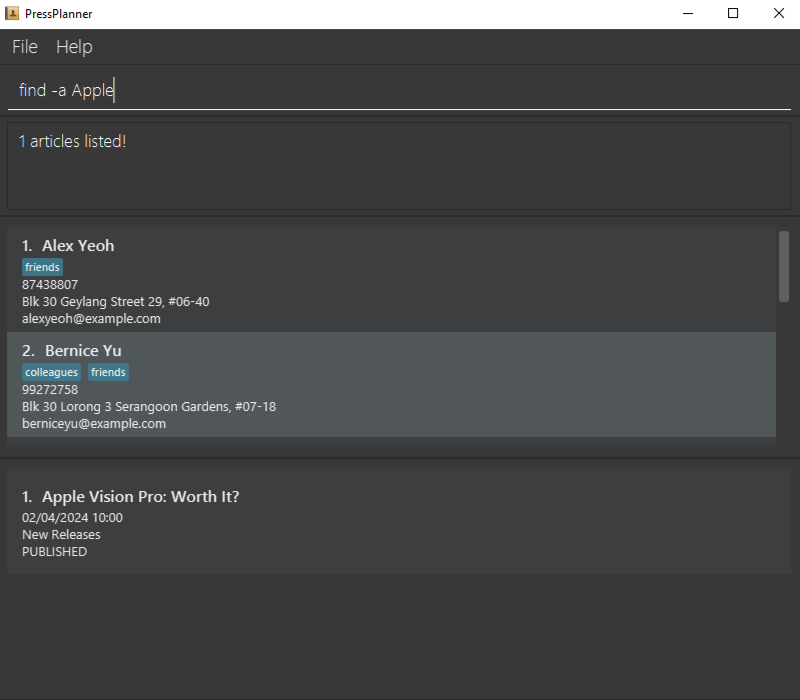 PressPlanner
File Help
find -a Apple
1 articles listed!
1. Alex Yeoh
friends
87438807
Blk 30 Geylang Street 29, #06-40
alexyeoh@example.com
2. Bernice Yu
colleagues friends
99272758
Blk 30 Lorong 3 Serangoon Gardens, #07-18
berniceyu@example.com
1. Apple Vision Pro: Worth It?
02/04/2024 10:00
New Releases
PUBLISHED